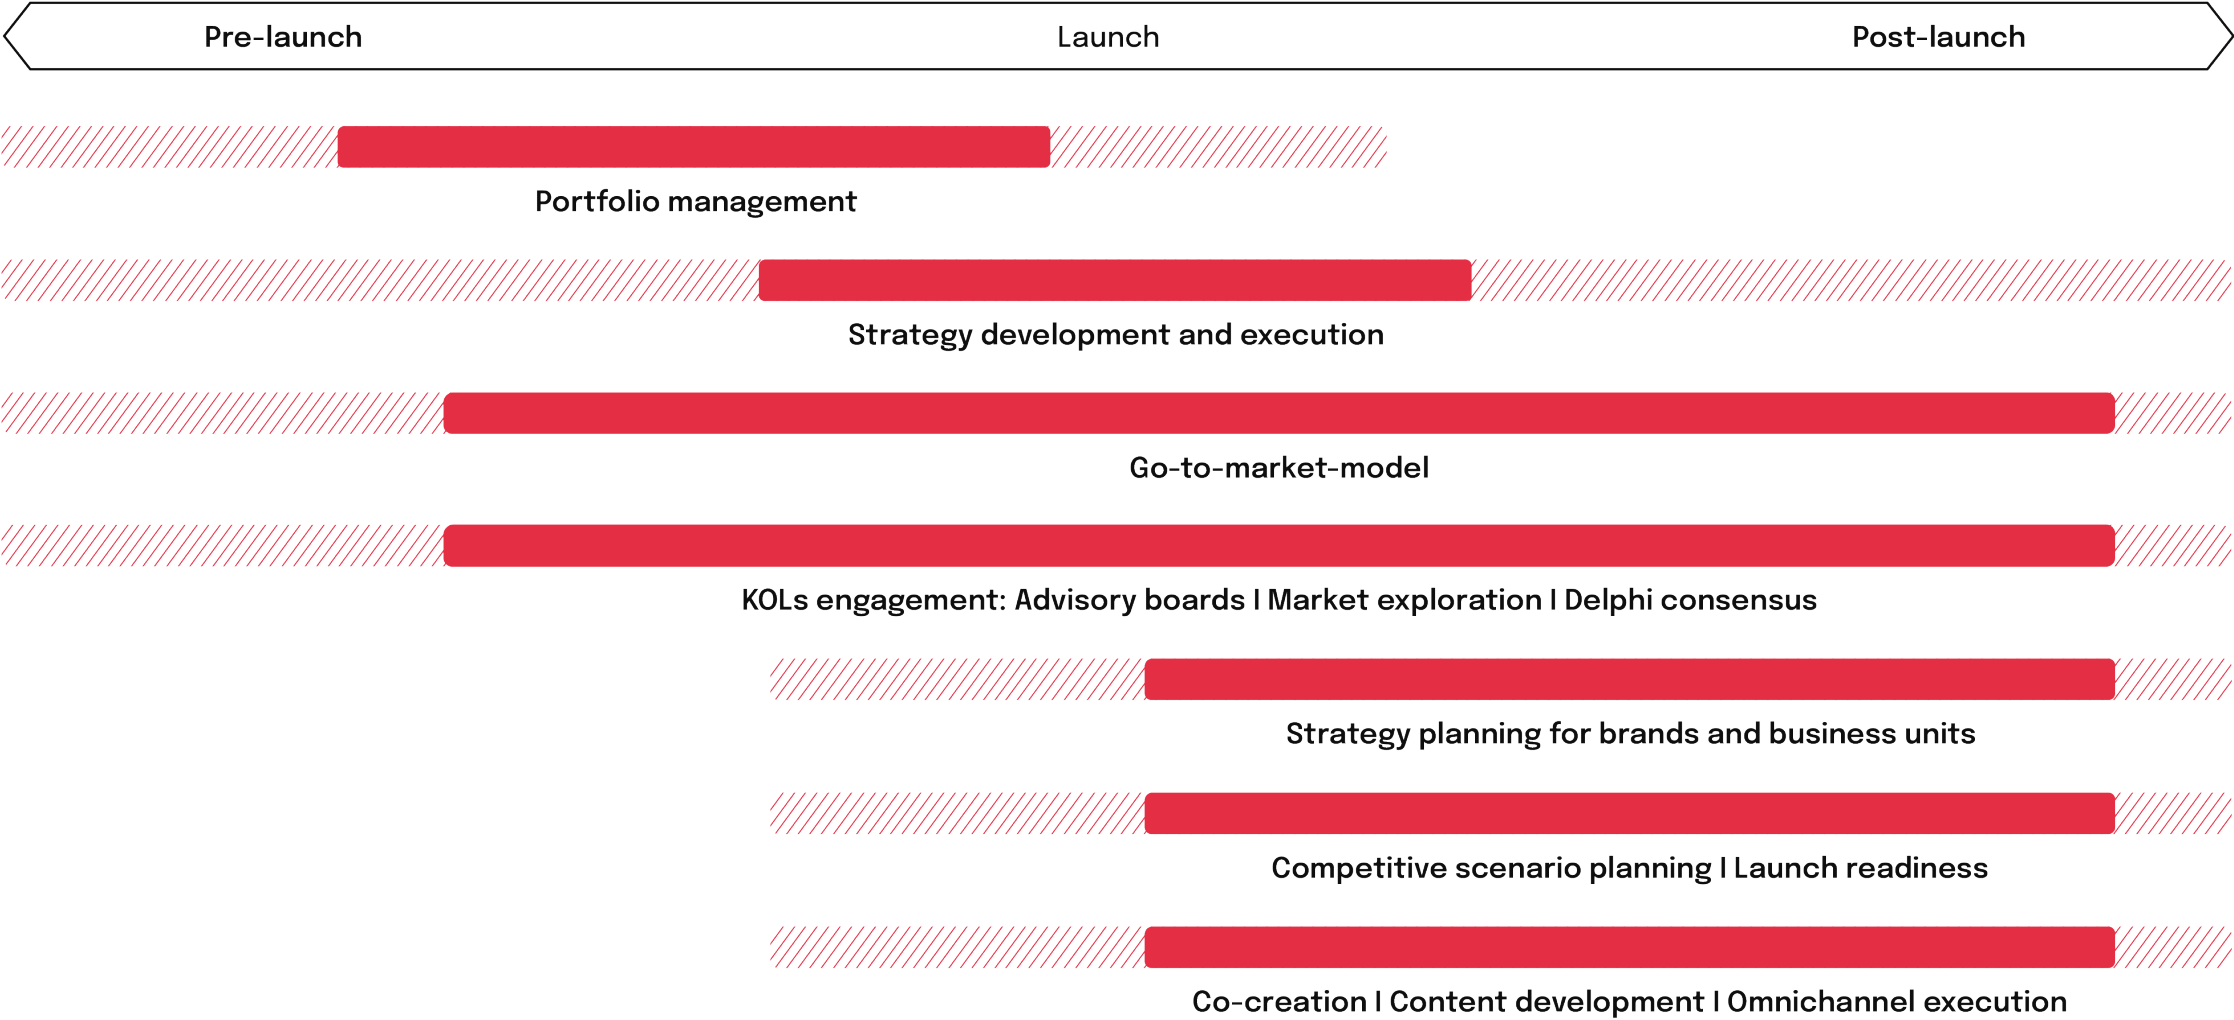 Pre-launch Launch Post-launch
Portfolio management
Strategy development and execution
Go-to-market-model
KOLs engagement: Advisory boards | Market exploration | Delphi consensus
Strategy planning for brands and business units
Competitive scenario planning | Launch readiness
Co-creation | Content development | Omnichannel execution